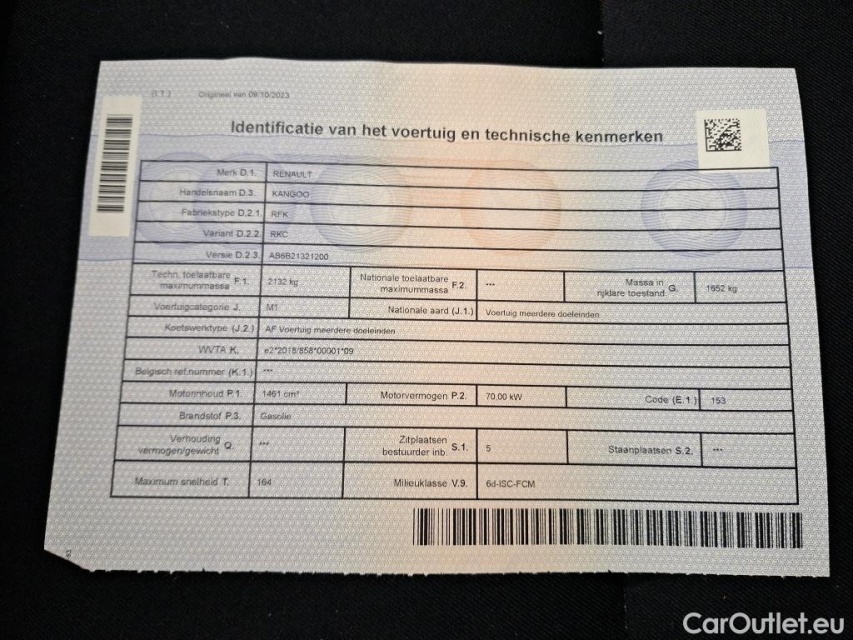 (I.1.) Origineel van 09/10/2023
Identificatie van het voertuig en technische kenmerken
Merk D.1. RENAULT
Handelsnaam D.3. KANGOO
Fabriekstype D.2.1. RFK
Variant D.2.2. RKC
Versie D.2.3. AB6B21321200
Techn. toelaatbare maximummassa F.1. 2132 kg Nationale toelaatbare maximummassa F.2. --- Massa in rijklare toestand G. 1652 kg
Voertuigcategorie J. M1 Nationale aard (J.1.) Voertuig meerdere doeleinden
Koetswerktype (J.2.) AF Voertuig meerdere doeleinden
WVTA K. e2*2018/858*00001*09
Belgisch ref.nummer (K.1.) ---
Motorinhoud P.1. 1461 cm³ Motorvermogen P.2. 70.00 kW Code (E.1.) 153
Brandstof P.3. Gasolie
Verhouding vermogen/gewicht Q. --- Zitplaatsen bestuurder inb. S.1. 5 Staanplaatsen S.2. ---
Maximum snelheid T. 164 Milieuklasse V.9. 6d-ISC-FCM
CarOutlet.eu